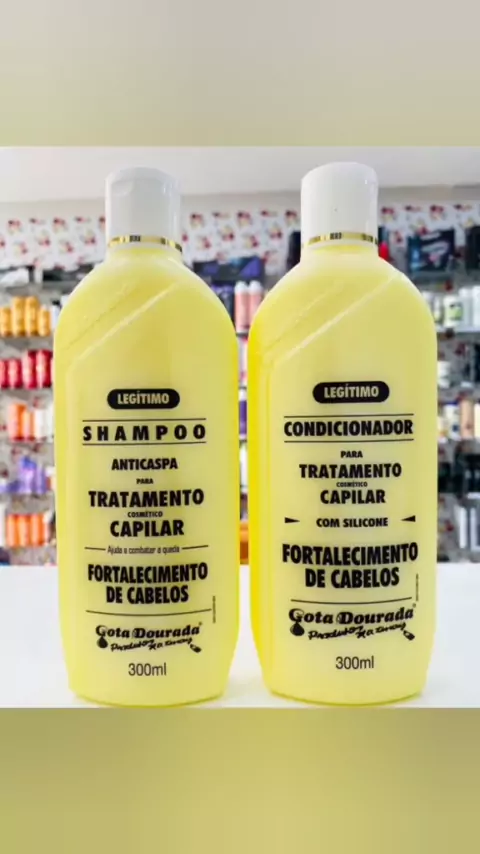 LEGÍTIMO
SHAMPOO
ANTICASPA
PARA
TRATAMENTO
COSMÉTICO
CAPILAR
Ajuda a combater a queda
FORTALECIMENTO
DE CABELOS
Gota Dourada
300ml
LEGÍTIMO
CONDICIONADOR
PARA
TRATAMENTO
COSMÉTICO
CAPILAR
COM SILICONE
FORTALECIMENTO
DE CABELOS
Gota Dourada
300ml